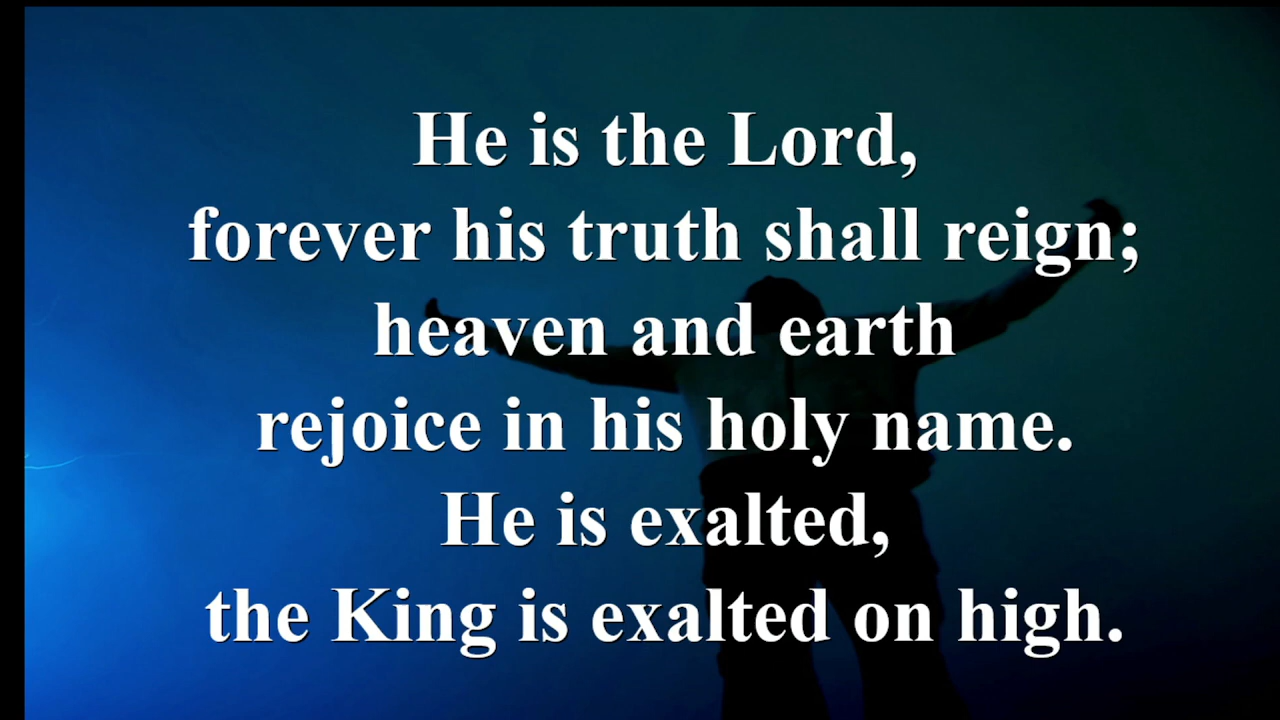 He is the Lord,
forever his truth shall reign;
heaven and earth
rejoice in his holy name.
He is exalted,
the King is exalted on high.